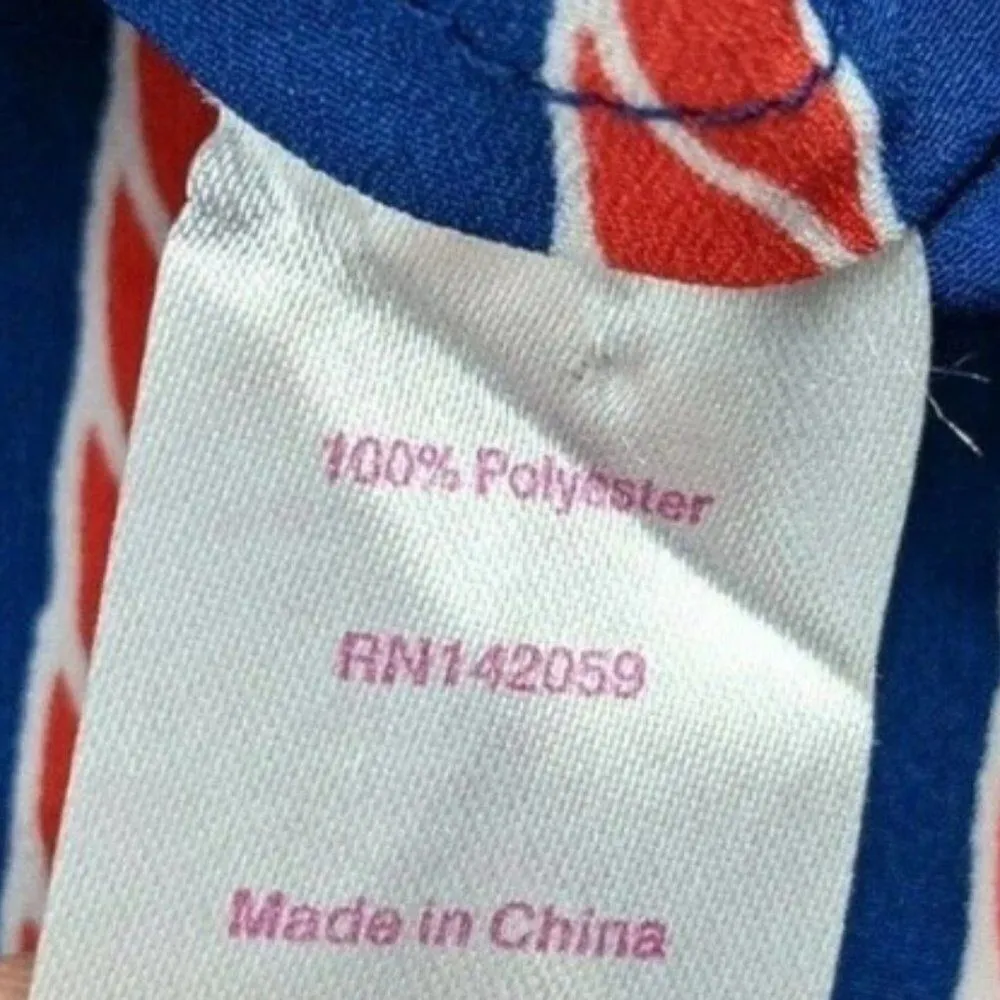 100% Polyester
RN142059
Made in China